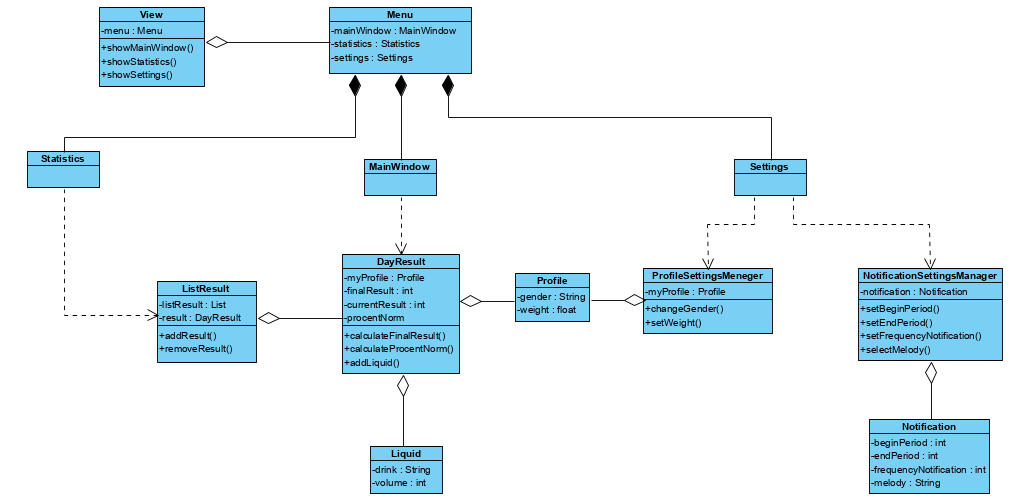 View
-menu : Menu
+showMainWindow()
+showStatistics()
+showSettings()
Menu
-mainWindow : MainWindow
-statistics : Statistics
-settings : Settings
Statistics
MainWindow
Settings
ListResult
-listResult : List
-result : DayResult
+addResult()
+removeResult()
DayResult
-myProfile : Profile
-finalResult : int
-currentResult : int
-procentNorm
+calculateFinalResult()
+calculateProcentNorm()
+addLiquid()
Profile
-gender : String
-weight : float
ProfileSettingsMeneger
-myProfile : Profile
+changeGender()
+setWeight()
NotificationSettingsManager
-notification : Notification
+setBeginPeriod()
+setEndPeriod()
+setFrequencyNotification()
+selectMelody()
Liquid
-drink : String
-volume : int
Notification
-beginPeriod : int
-endPeriod : int
-frequencyNotification : int
-melody : String